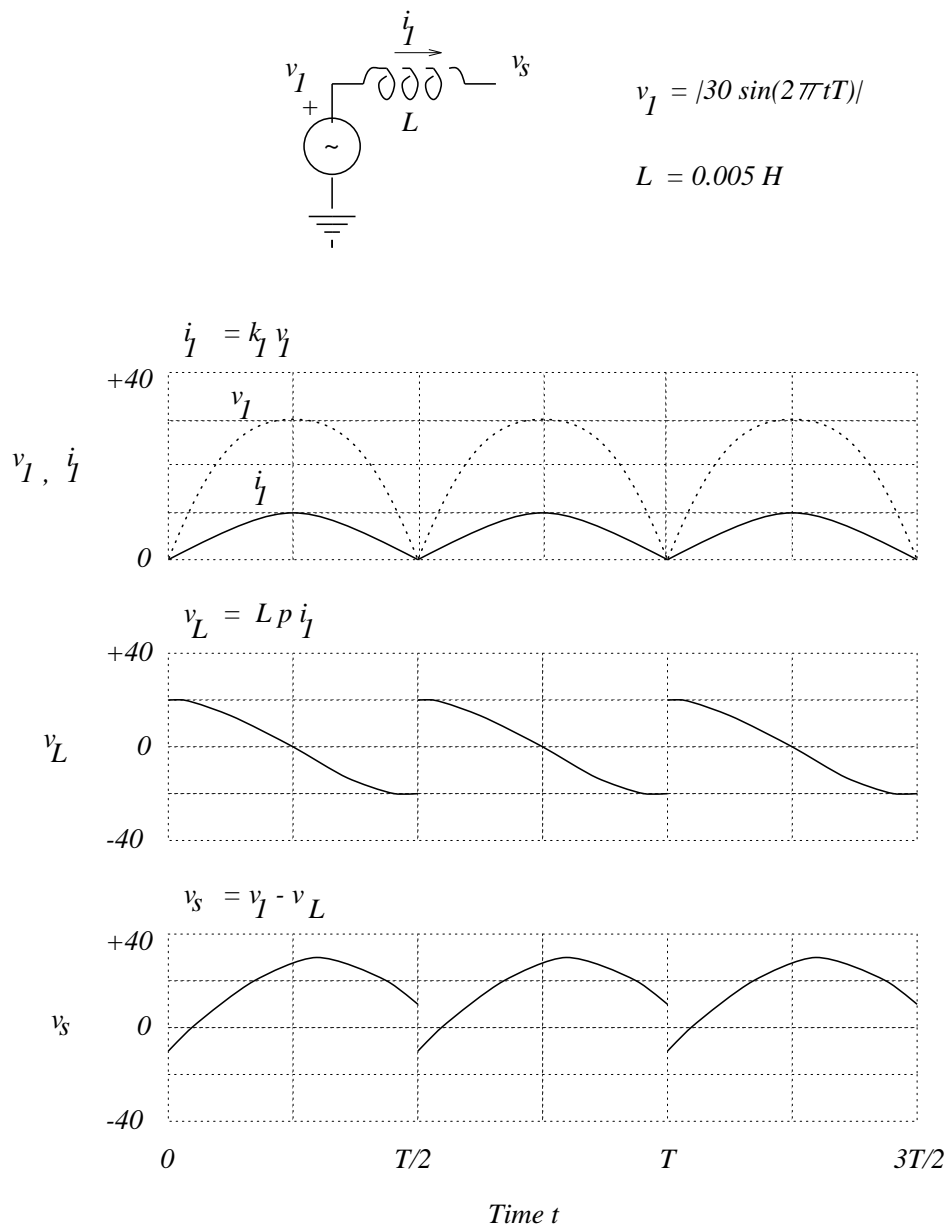 i1
v1
vs
+
~
L
v1 = |30 sin(2πtT)|
L = 0.005 H
i1 = k1 v1
+40
v1
v1 , i1
i1
0
vL = L p i1
+40
vL
0
-40
vs = v1 - vL
+40
vs
0
-40
0 T/2 T 3T/2
Time t